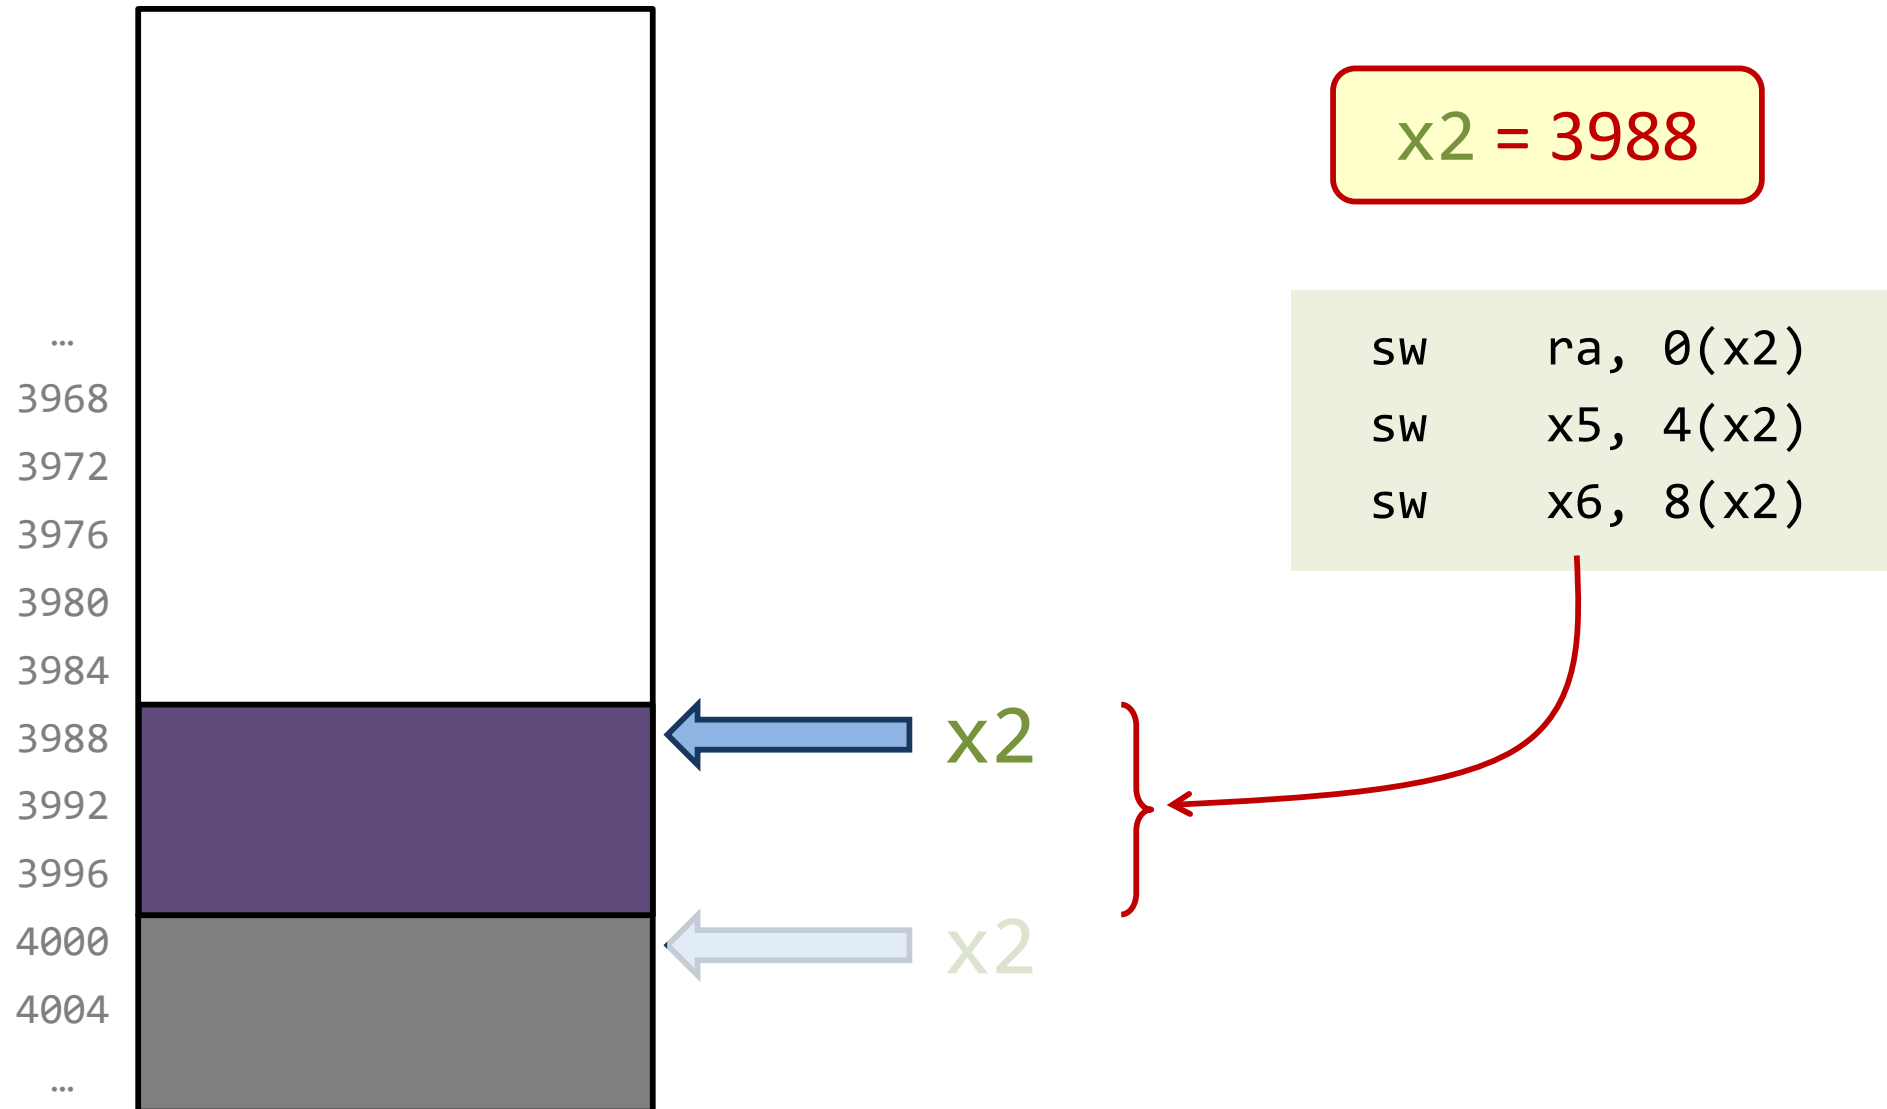 x2 = 3988
sw ra, 0(x2)
sw x5, 4(x2)
sw x6, 8(x2)
…
3968
3972
3976
3980
3984
3988
3992
3996
4000
4004
…
x2
x2